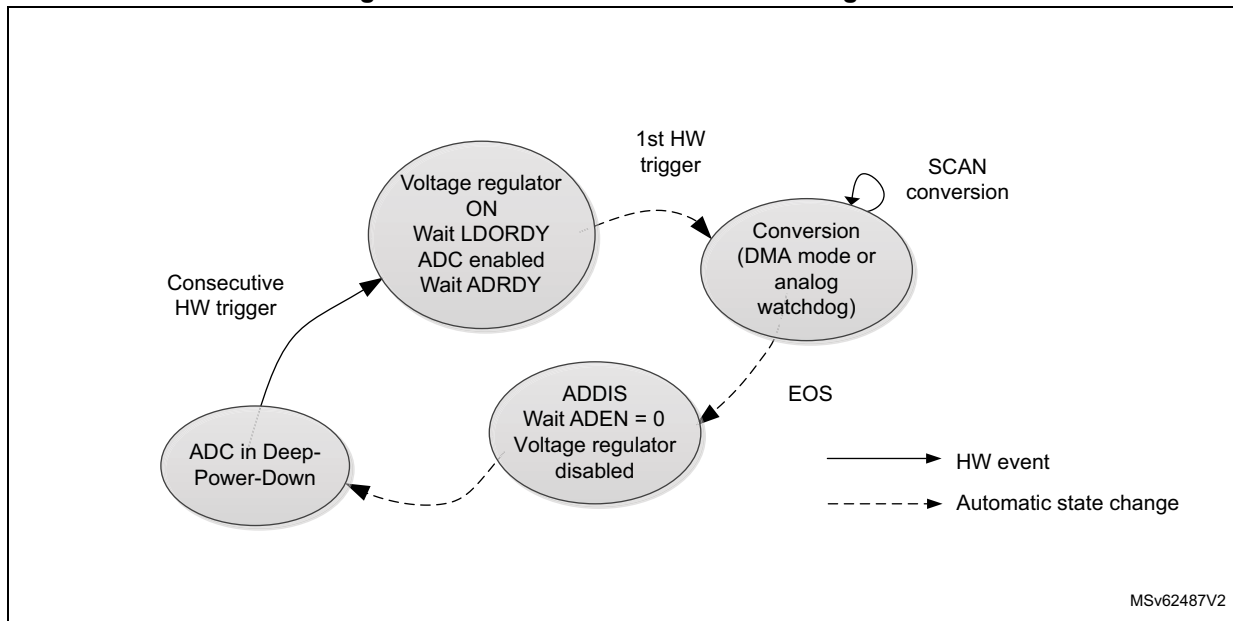 1st HW
trigger
SCAN
conversion
Voltage regulator
ON
Wait LDORDY
ADC enabled
Wait ADRDY
Conversion
(DMA mode or
analog
watchdog)
Consecutive
HW trigger
ADDIS
Wait ADEN = 0
Voltage regulator
disabled
EOS
ADC in Deep-
Power-Down
HW event
Automatic state change
MSv62487V2